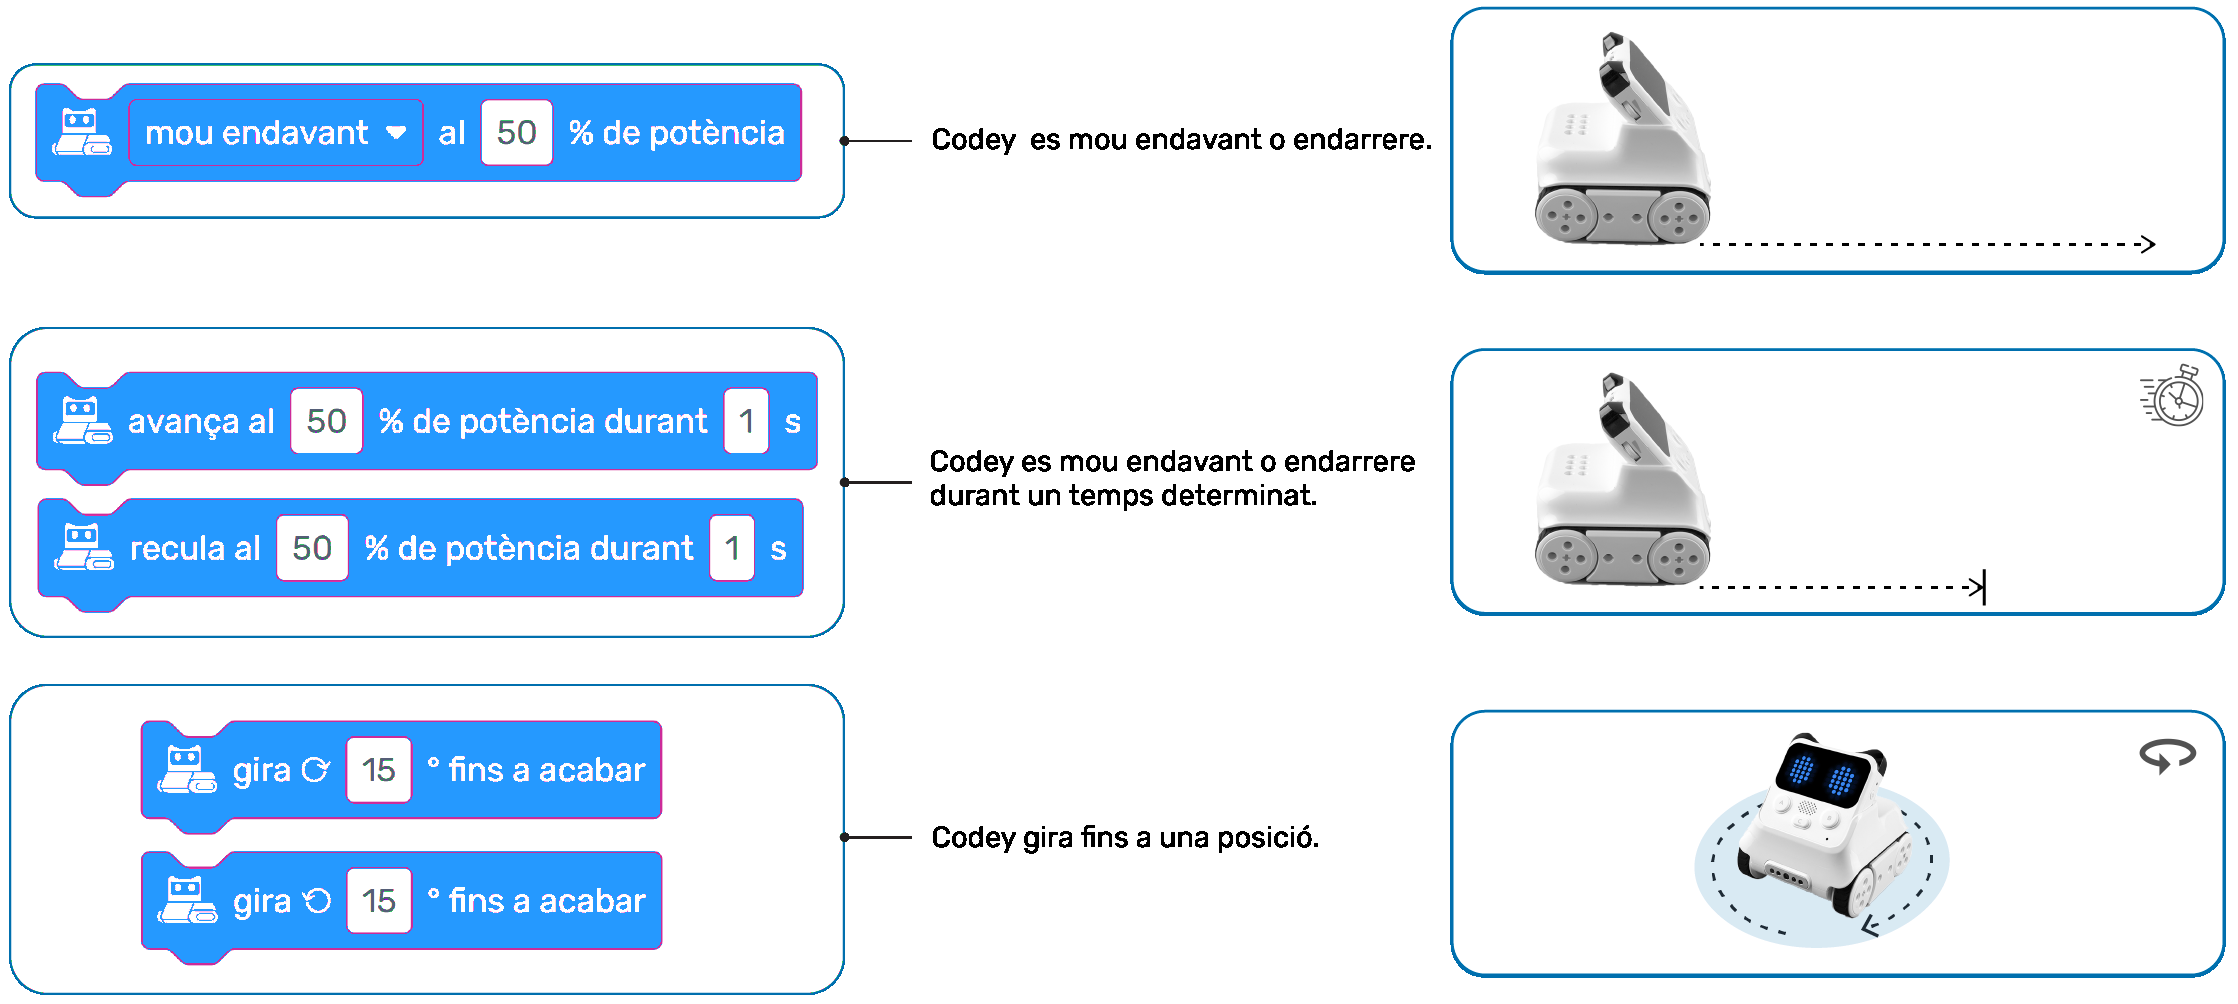 mou endavant al 50 % de potència
Codey es mou endavant o endarrere.
avança al 50 % de potència durant 1 s
recula al 50 % de potència durant 1 s
Codey es mou endavant o endarrere
durant un temps determinat.
gira 15 ° fins a acabar
gira 15 ° fins a acabar
Codey gira fins a una posició.